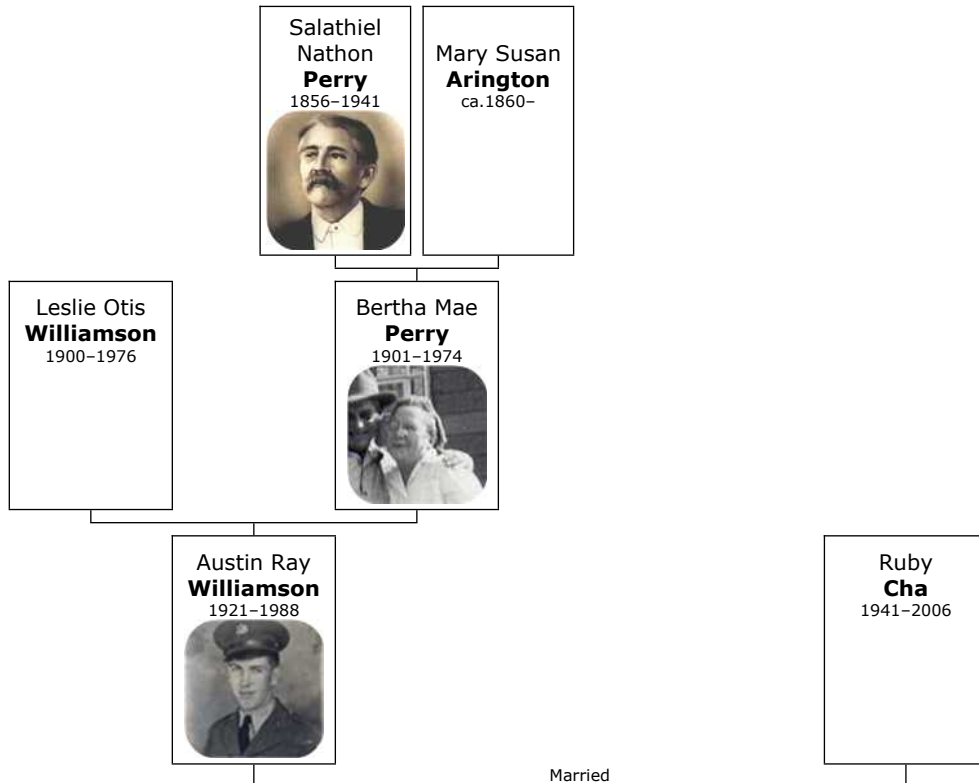 Salathiel
Nathon
Perry
1856–1941
Mary Susan
Arington
ca.1860–
Leslie Otis
Williamson
1900–1976
Bertha Mae
Perry
1901–1974
Austin Ray
Williamson
1921–1988
Ruby
Cha
1941–2006
Married